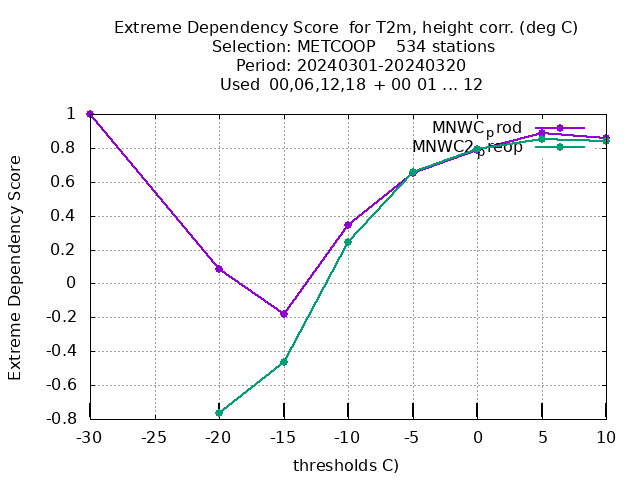 Extreme Dependency Score  for T2m, height corr. (deg C)
Selection: METCOOP    534 stations
Period: 20240301-20240320
Used  00,06,12,18 + 00 01 ... 12
MNWCprod
MNWC2preop
1
0.8
0.6
0.4
0.2
0
-0.2
-0.4
-0.6
-0.8
Extreme Dependency Score
-30 -25 -20 -15 -10 -5 0 5 10
thresholds C)